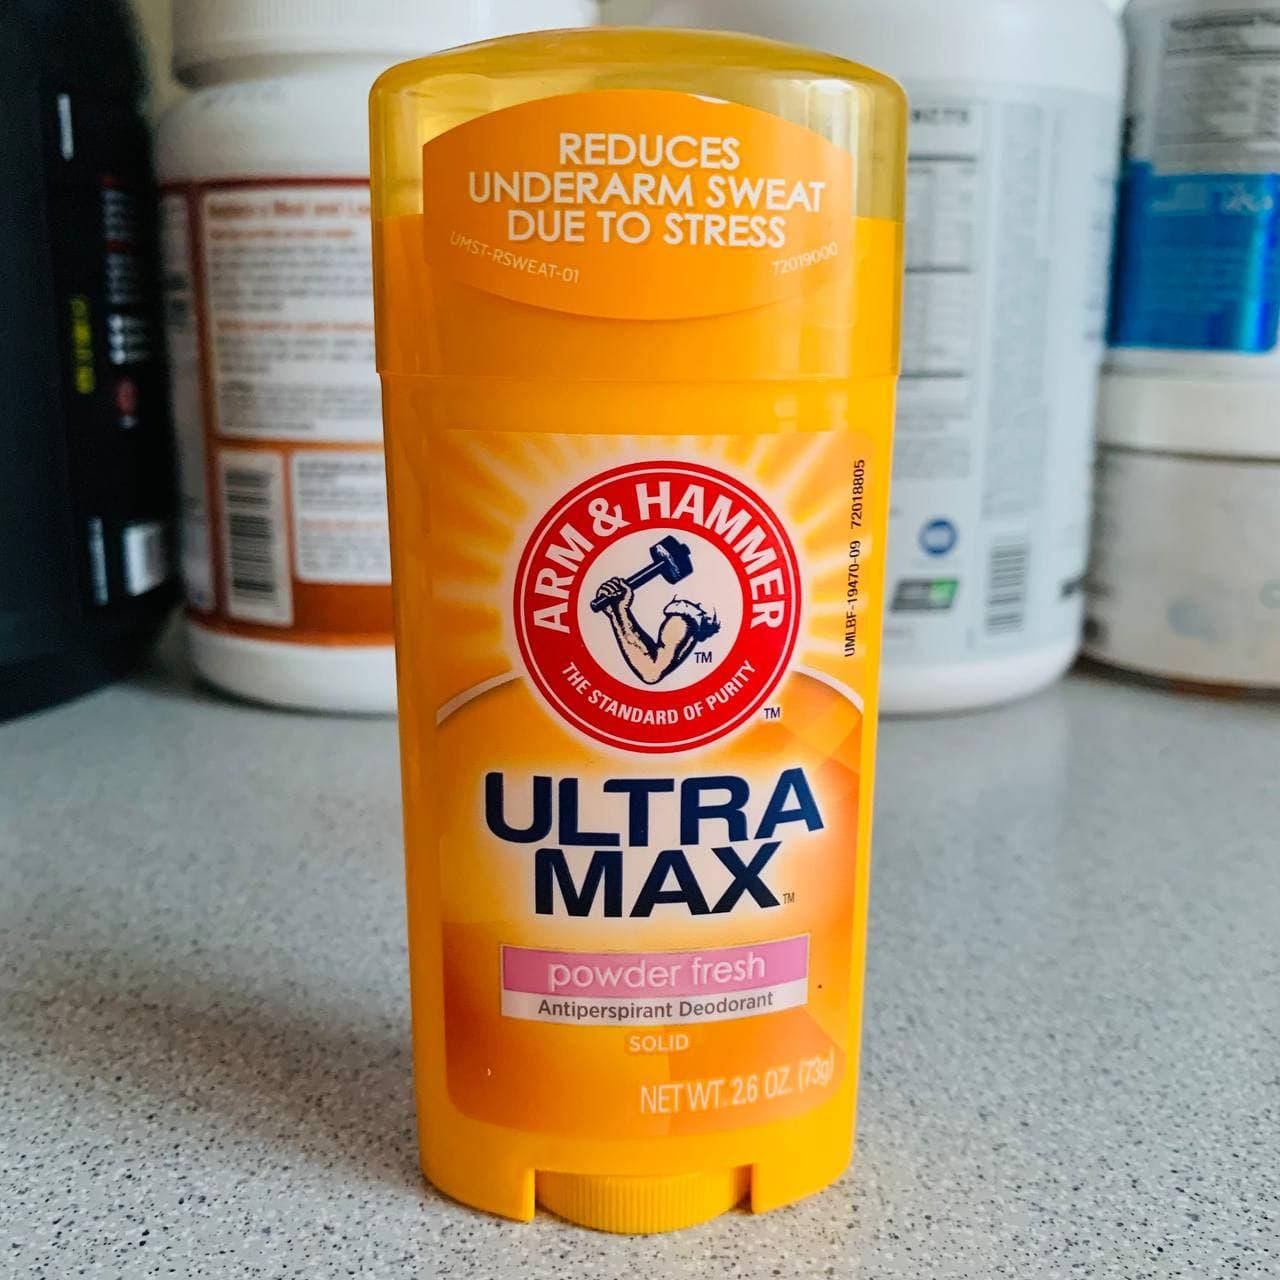 REDUCES
UNDERARM SWEAT
DUE TO STRESS
UMST-RSWEAT-01
72019000
ARM & HAMMER
TM
THE STANDARD OF PURITY
TM
UMLBF-19470-09 72018805
ULTRA
MAX TM
powder fresh
Antiperspirant Deodorant
SOLID
NET WT. 2.6 OZ. (73g)